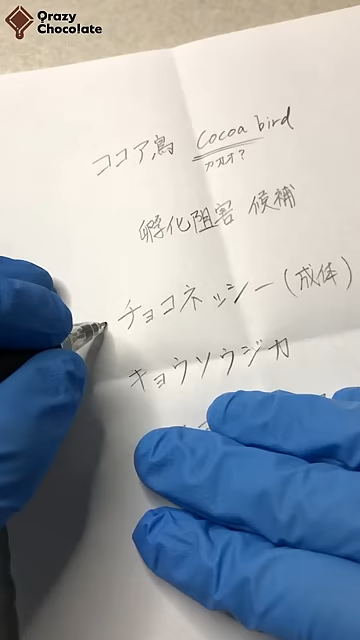 Qrazy
Chocolate
ココア鳥 Cocoa bird
カカオ?
孵化阻害 候補
チョコネッシー(成体)
キョウソウジカ